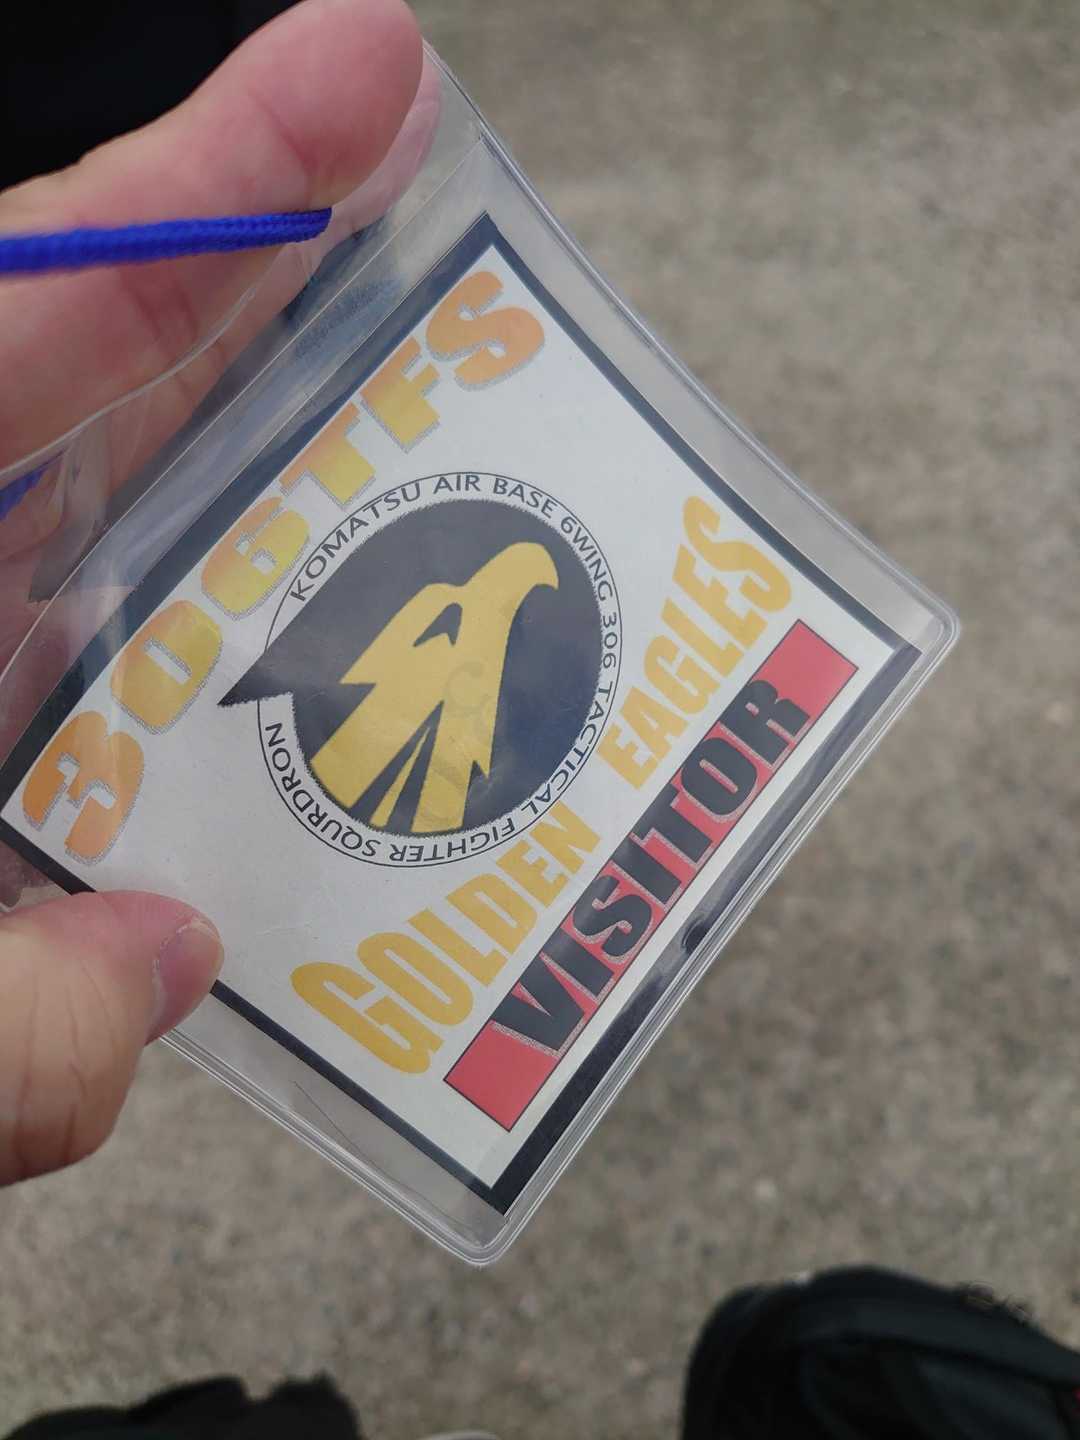 306TFS
KOMATSU AIR BASE 6WING 306 TACTICAL FIGHTER SQURDRON
GOLDEN EAGLES
VISITOR